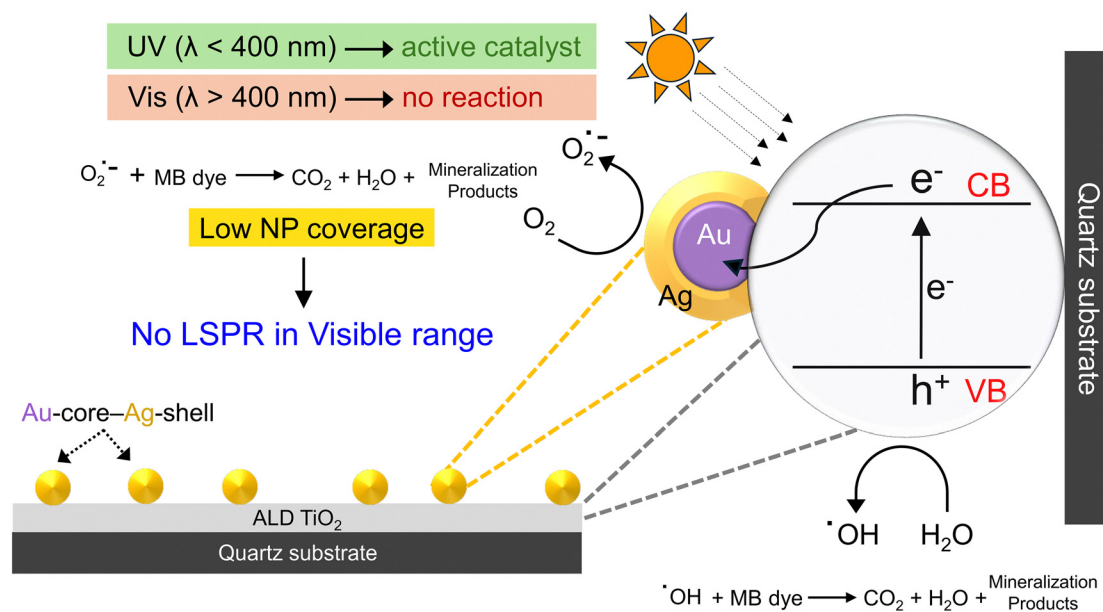 UV (λ < 400 nm) → active catalyst
Vis (λ > 400 nm) → no reaction
O₂˙⁻ + MB dye → CO₂ + H₂O + Mineralization Products
Low NP coverage
No LSPR in Visible range
O₂˙⁻
O₂
Au
Ag
e⁻ CB
e⁻
h⁺ VB
Quartz substrate
Au-core–Ag-shell
ALD TiO₂
Quartz substrate
˙OH H₂O
˙OH + MB dye → CO₂ + H₂O + Mineralization Products